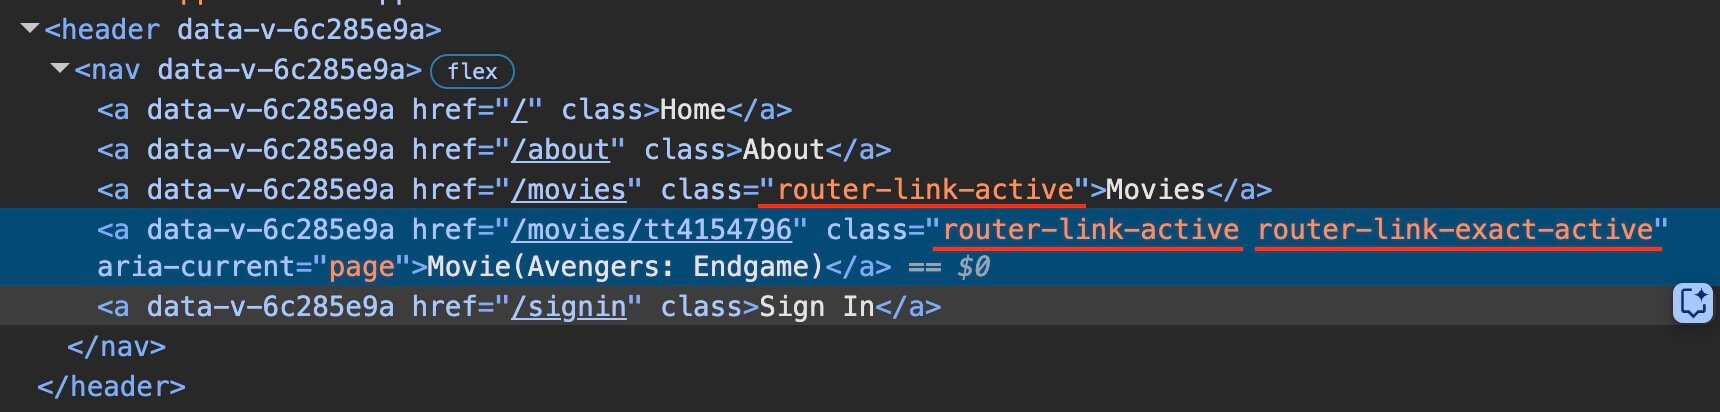 <header data-v-6c285e9a>
<nav data-v-6c285e9a> flex
<a data-v-6c285e9a href="/" class>Home</a>
<a data-v-6c285e9a href="/about" class>About</a>
<a data-v-6c285e9a href="/movies" class="router-link-active">Movies</a>
<a data-v-6c285e9a href="/movies/tt4154796" class="router-link-active router-link-exact-active"
aria-current="page">Movie(Avengers: Endgame)</a> == $0
<a data-v-6c285e9a href="/signin" class>Sign In</a>
</nav>
</header>